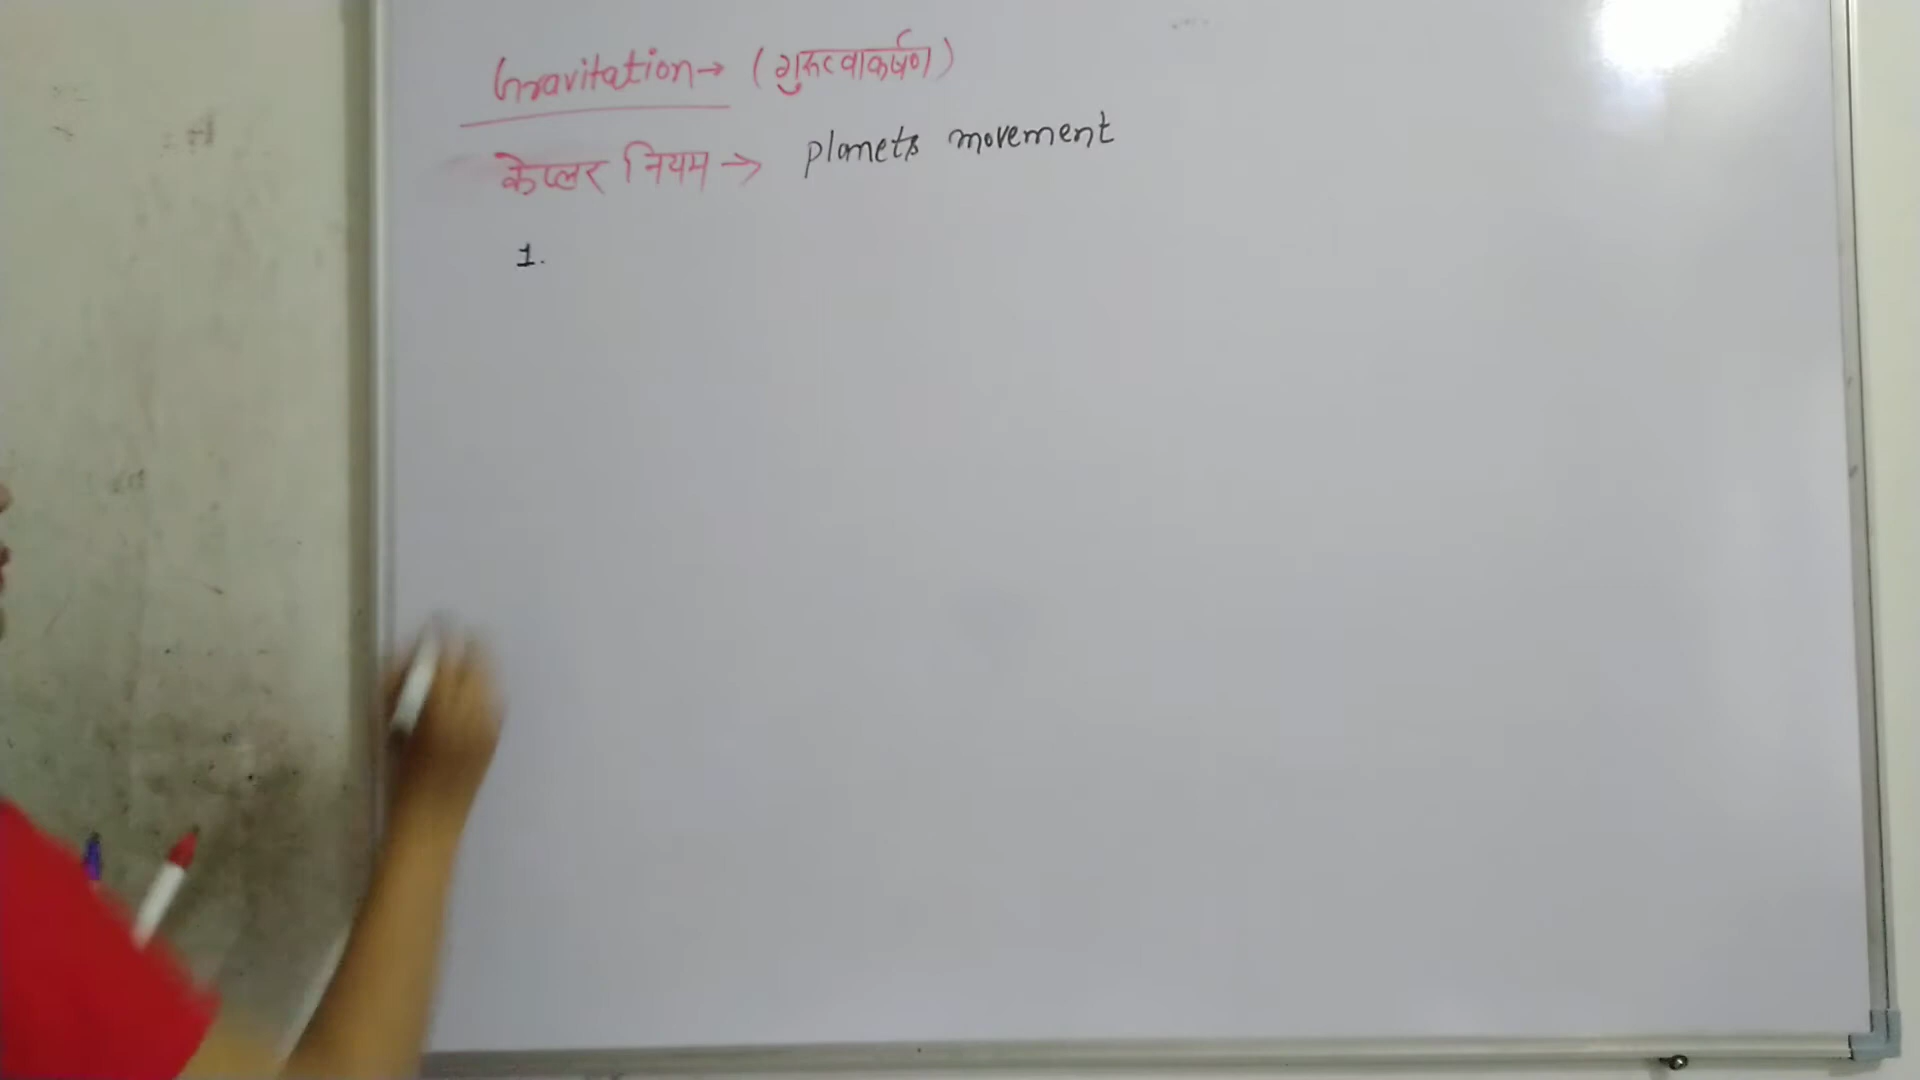 Gravitation→ (गुरुत्वाकर्षण)
केप्लर नियम → planets movement
1.